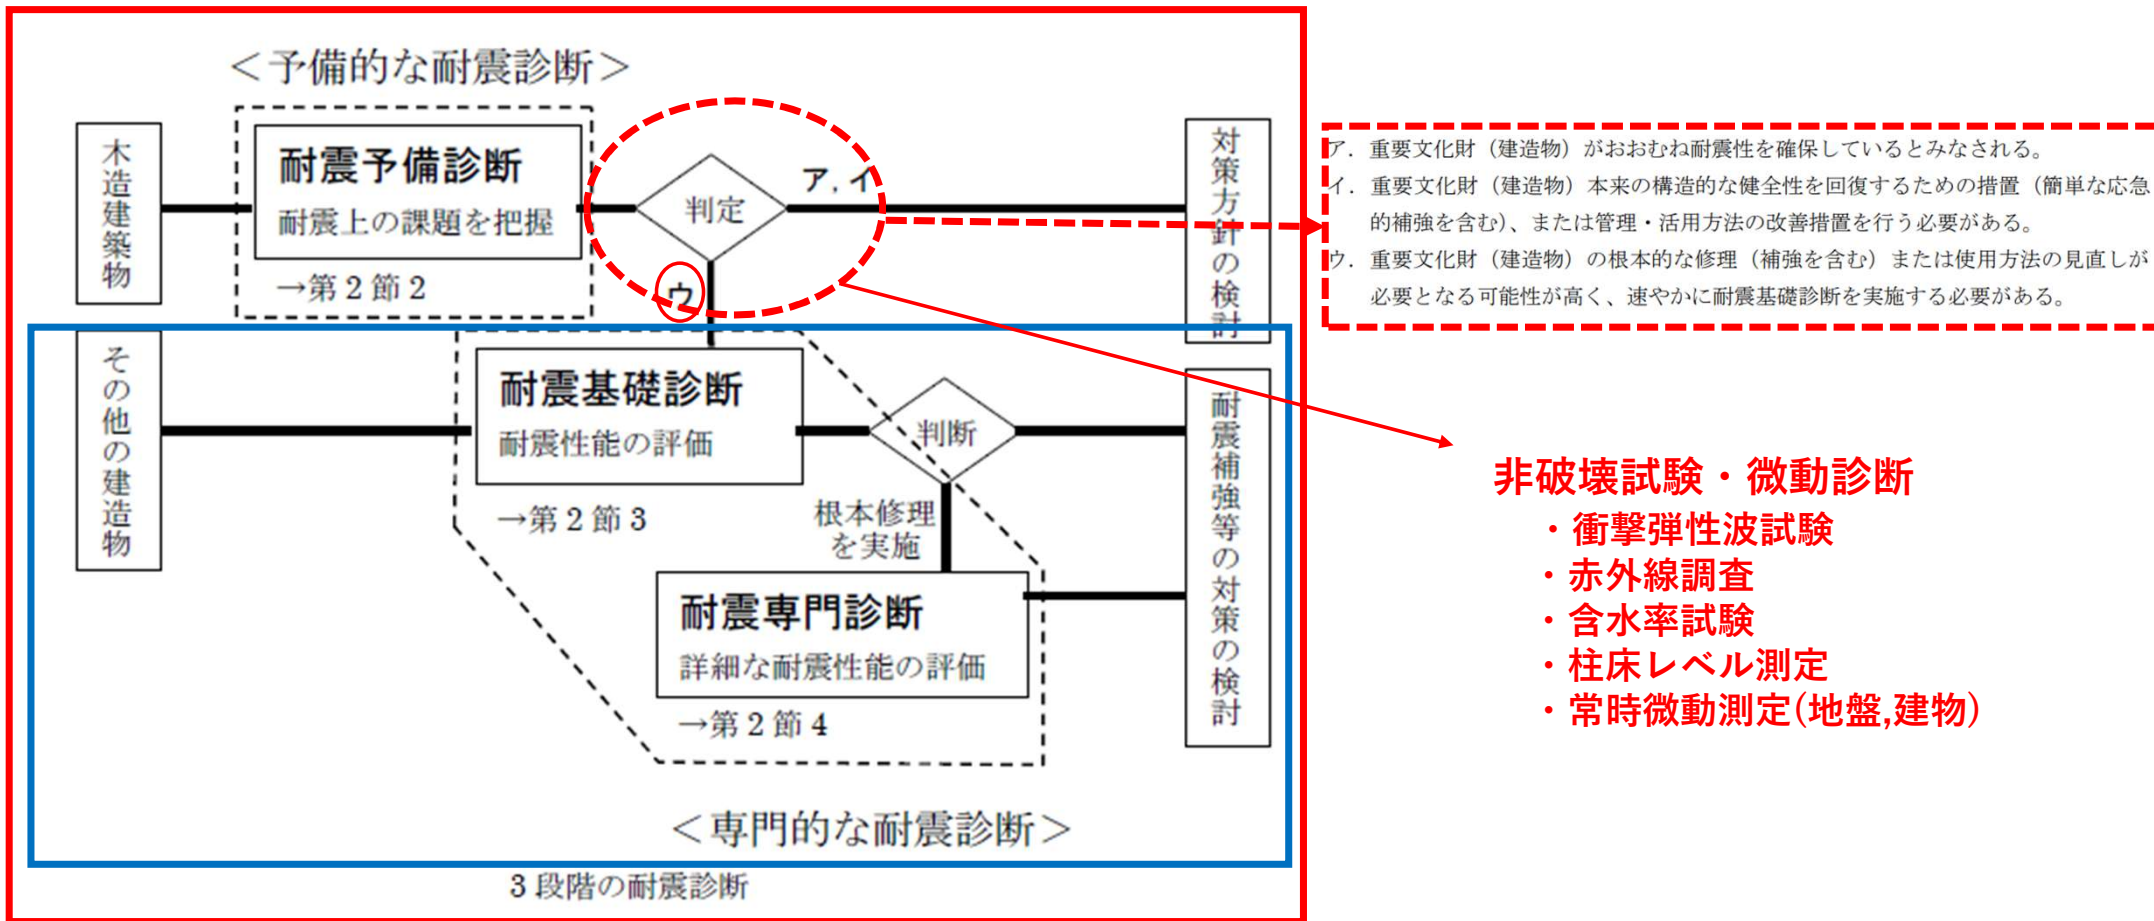 ＜予備的な耐震診断＞
木造建築物
耐震予備診断
耐震上の課題を把握
→第２節２
判定
ア,イ
ウ
対策方針の検討
ア．重要文化財（建造物）がおおむね耐震性を確保しているとみなされる。
イ．重要文化財（建造物）本来の構造的な健全性を回復するための措置（簡単な応急
的補強を含む）、または管理・活用方法の改善措置を行う必要がある。
ウ．重要文化財（建造物）の根本的な修理（補強を含む）または使用方法の見直しが
必要となる可能性が高く、速やかに耐震基礎診断を実施する必要がある。
その他の建造物
耐震基礎診断
耐震性能の評価
→第２節３
判断
根本修理
を実施
耐震専門診断
詳細な耐震性能の評価
→第２節４
耐震補強等の対策の検討
＜専門的な耐震診断＞
３段階の耐震診断
非破壊試験・微動診断
・衝撃弾性波試験
・赤外線調査
・含水率試験
・柱床レベル測定
・常時微動測定(地盤,建物)